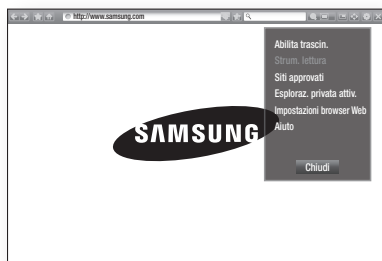 http://www.samsung.com
Abilita trascin.
Strum. lettura
Siti approvati
Esploraz. privata attiv.
Impostazioni browser Web
Aiuto
SAMSUNG
Chiudi